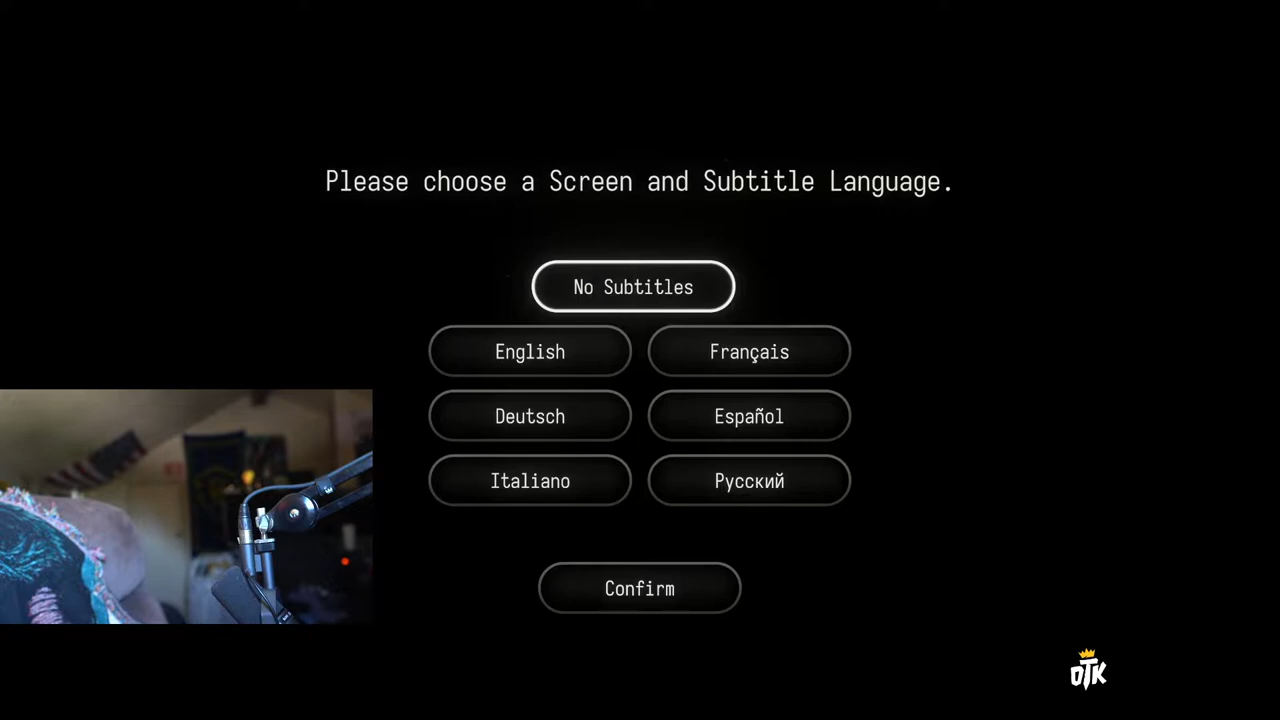 Please choose a Screen and Subtitle Language.
No Subtitles
English
Français
Deutsch
Español
Italiano
Русский
Confirm
OTK